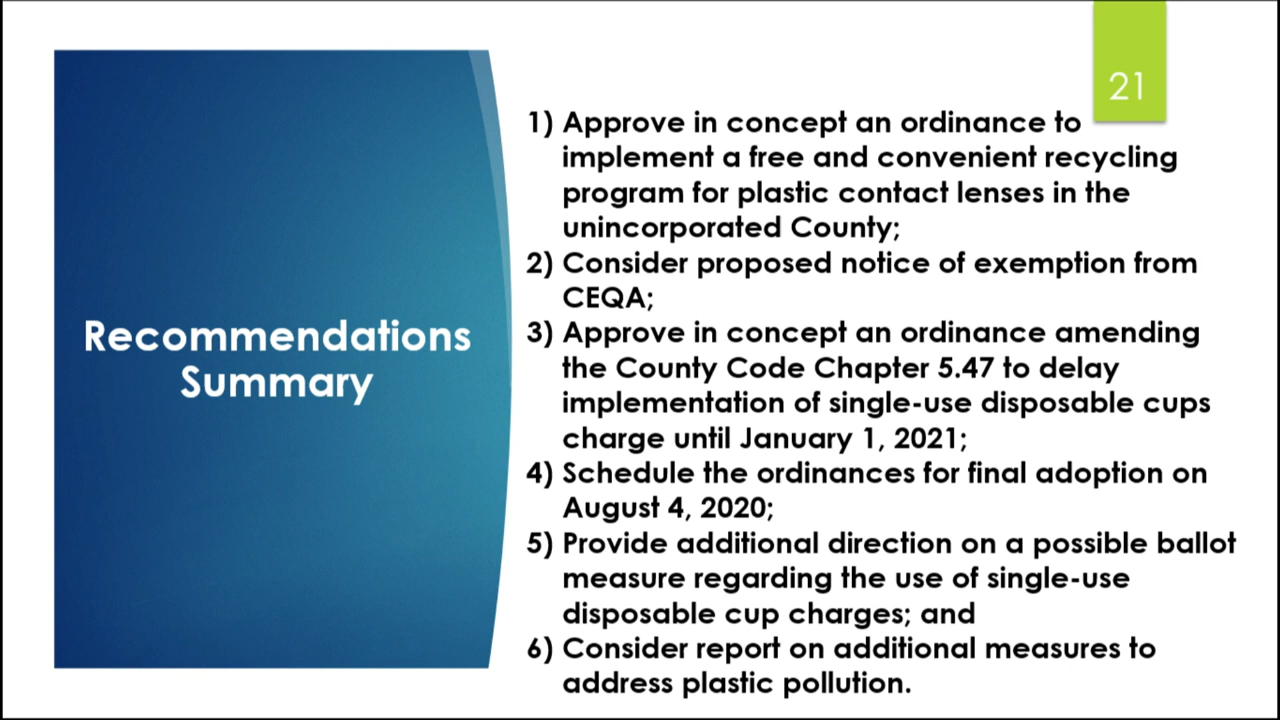 21
Recommendations
Summary
1) Approve in concept an ordinance to
implement a free and convenient recycling
program for plastic contact lenses in the
unincorporated County;
2) Consider proposed notice of exemption from
CEQA;
3) Approve in concept an ordinance amending
the County Code Chapter 5.47 to delay
implementation of single-use disposable cups
charge until January 1, 2021;
4) Schedule the ordinances for final adoption on
August 4, 2020;
5) Provide additional direction on a possible ballot
measure regarding the use of single-use
disposable cup charges; and
6) Consider report on additional measures to
address plastic pollution.